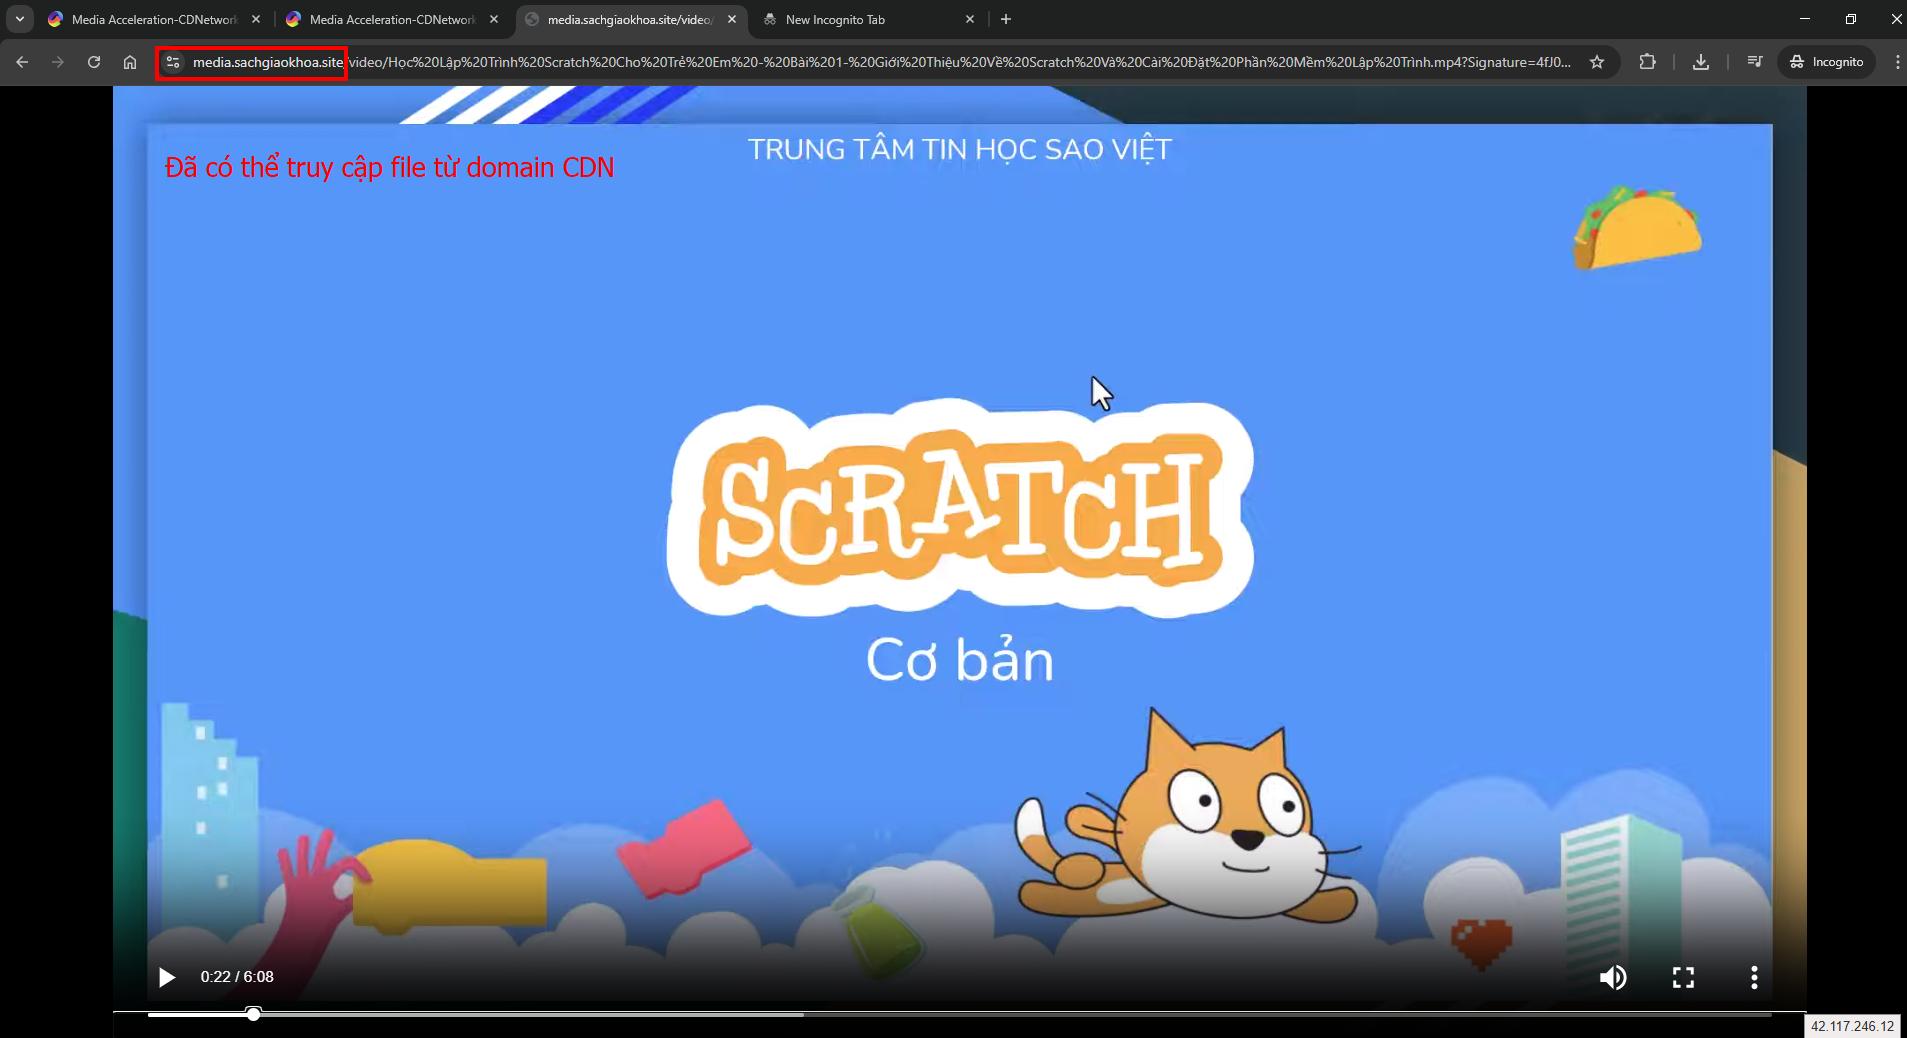 Media Acceleration-CDNetwork
Media Acceleration-CDNetwork
media.sachgiaokhoa.site/video/
New Incognito Tab
media.sachgiaokhoa.site/video/Học%20Lập%20Trình%20Scratch%20Cho%20Trẻ%20Em%20-%20Bài%201-%20Giới%20Thiệu%20Về%20Scratch%20Và%20Cài%20Đặt%20Phần%20Mềm%20Lập%20Trình.mp4?Signature=4fJ0...
Incognito
TRUNG TÂM TIN HỌC SAO VIỆT
Đã có thể truy cập file từ domain CDN
SCRATCH
Cơ bản
0:22 / 6:08
42.117.246.12